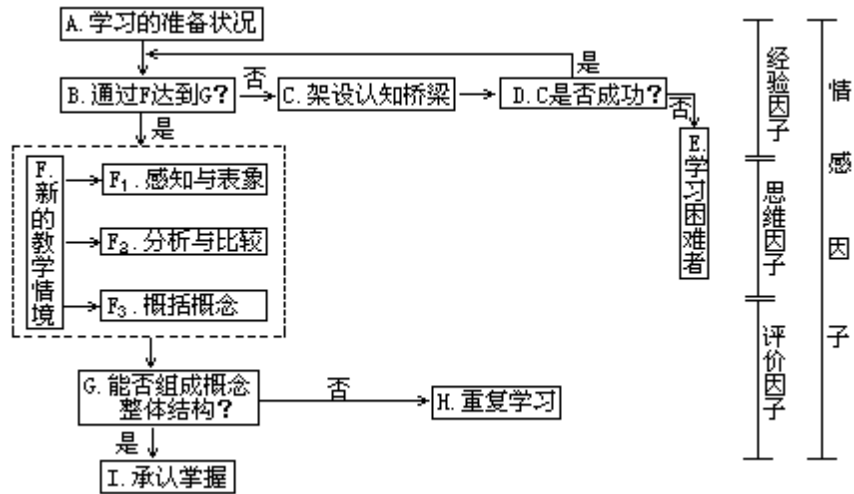 A.学习的准备状况
是
B.通过F达到G?
否
C.架设认知桥梁
D.C是否成功?
否
是
E.学习困难者
F.新的教学情境
F₁.感知与表象
F₂.分析与比较
F₃.概括概念
G.能否组成概念
整体结构?
否
H.重复学习
是
I.承认掌握
经验因子
思维因子
评价因子
情感因子